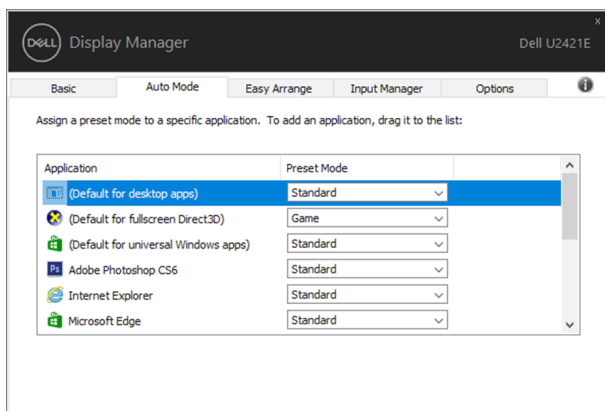 x
DELL Display Manager Dell U2421E
Basic Auto Mode Easy Arrange Input Manager Options i
Assign a preset mode to a specific application. To add an application, drag it to the list:
Application Preset Mode
(Default for desktop apps) Standard
(Default for fullscreen Direct3D) Game
(Default for universal Windows apps) Standard
Ps Adobe Photoshop CS6 Standard
Internet Explorer Standard
Microsoft Edge Standard